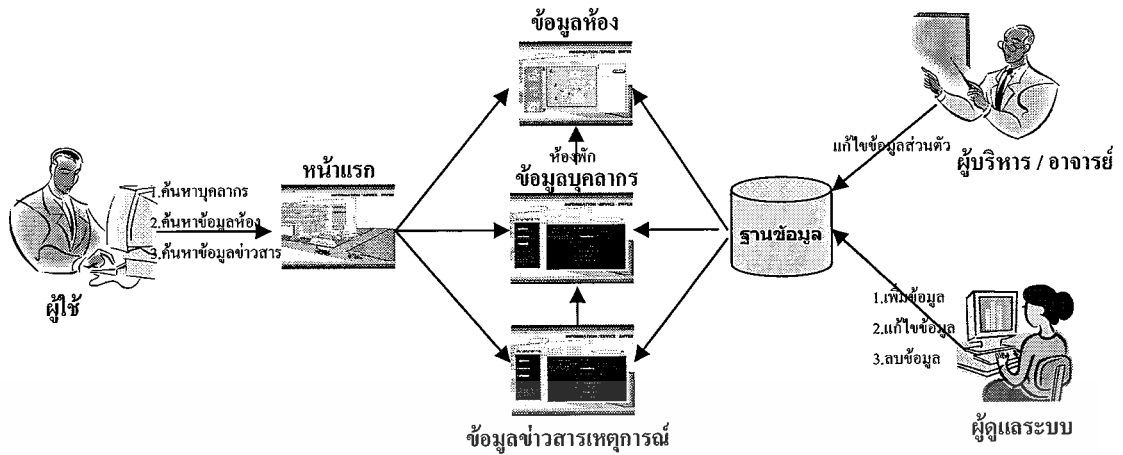 ข้อมูลห้อง
INFORMATION SERVICE
ห้องพัก
ข้อมูลบุคลากร
หน้าแรก
1.ค้นหาบุคลากร
2.ค้นหาข้อมูลห้อง
3.ค้นหาข้อมูลข่าวสาร
ผู้ใช้
INFORMATION SERVICE
ข้อมูลข่าวสารเหตุการณ์
ฐานข้อมูล
แก้ไขข้อมูลส่วนตัว
ผู้บริหาร / อาจารย์
1.เพิ่มข้อมูล
2.แก้ไขข้อมูล
3.ลบข้อมูล
ผู้ดูแลระบบ